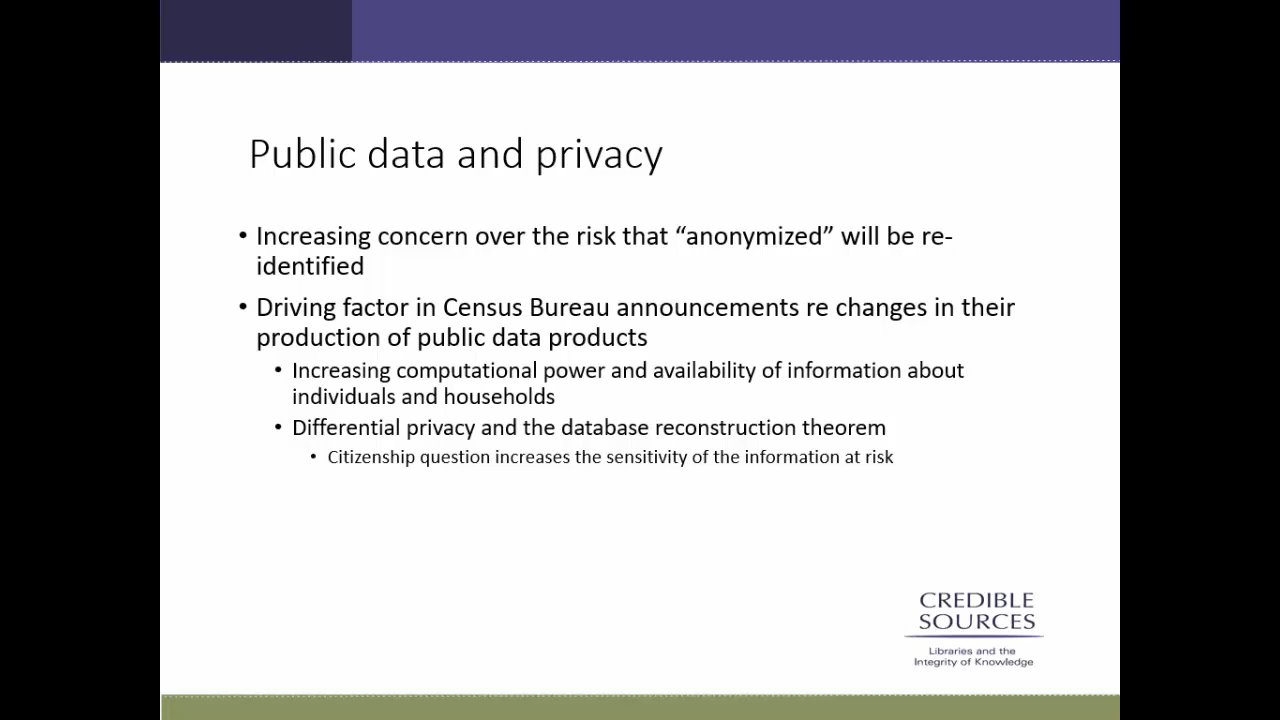 Public data and privacy
• Increasing concern over the risk that “anonymized” will be re-
identified
• Driving factor in Census Bureau announcements re changes in their
production of public data products
• Increasing computational power and availability of information about
individuals and households
• Differential privacy and the database reconstruction theorem
• Citizenship question increases the sensitivity of the information at risk
CREDIBLE
SOURCES
Libraries and the
Integrity of Knowledge